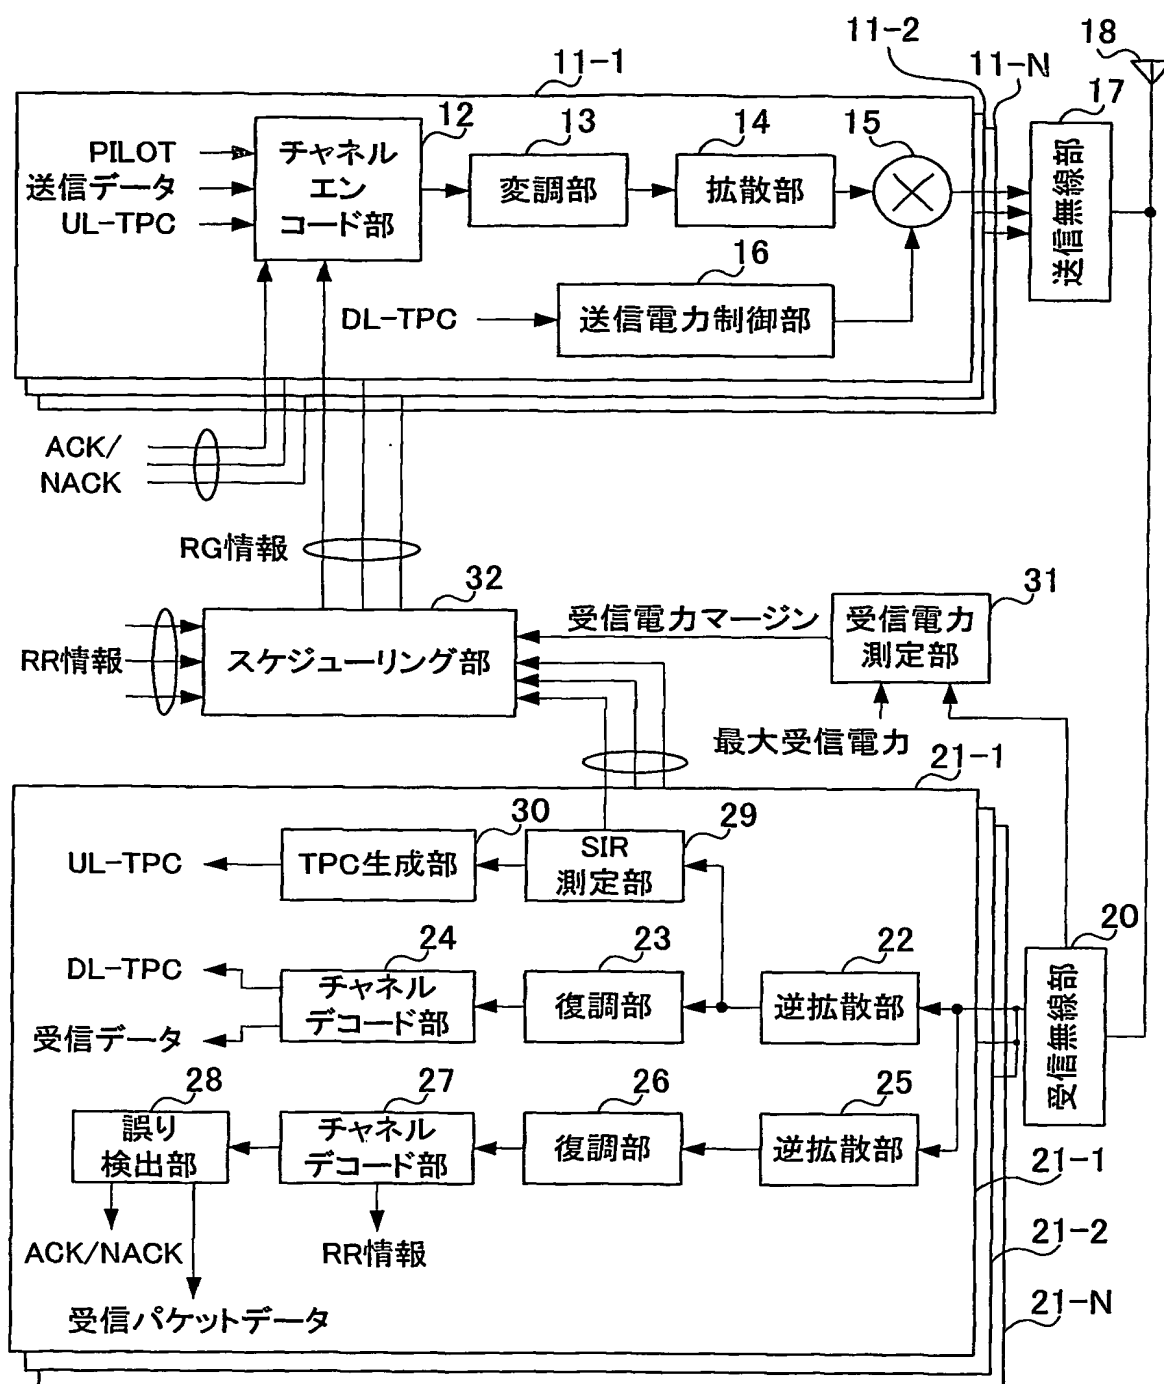 11-1
11-2
11-N
18
17
12
13
14
15
PILOT
送信データ
UL-TPC
チャネル
エン
コード部
変調部
拡散部
送信無線部
16
DL-TPC
送信電力制御部
ACK/
NACK
RG情報
32
31
RR情報
スケジューリング部
受信電力マージン
受信電力
測定部
最大受信電力
21-1
30
29
UL-TPC
TPC生成部
SIR
測定部
20
24
23
22
DL-TPC
受信データ
チャネル
デコード部
復調部
逆拡散部
受信無線部
28
27
26
25
誤り
検出部
チャネル
デコード部
復調部
逆拡散部
21-1
ACK/NACK
RR情報
21-2
受信パケットデータ
21-N